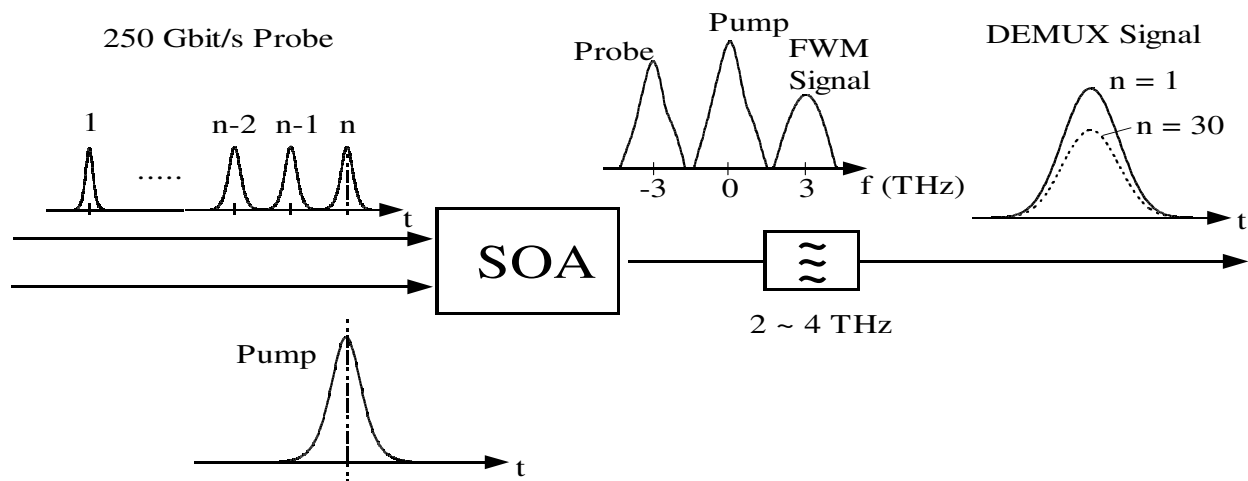 250 Gbit/s Probe
1
.....
n-2
n-1
n
t
Probe
Pump
FWM
Signal
-3
0
3
f (THz)
DEMUX Signal
n = 1
n = 30
t
SOA
≈
~
2 ~ 4 THz
Pump
t